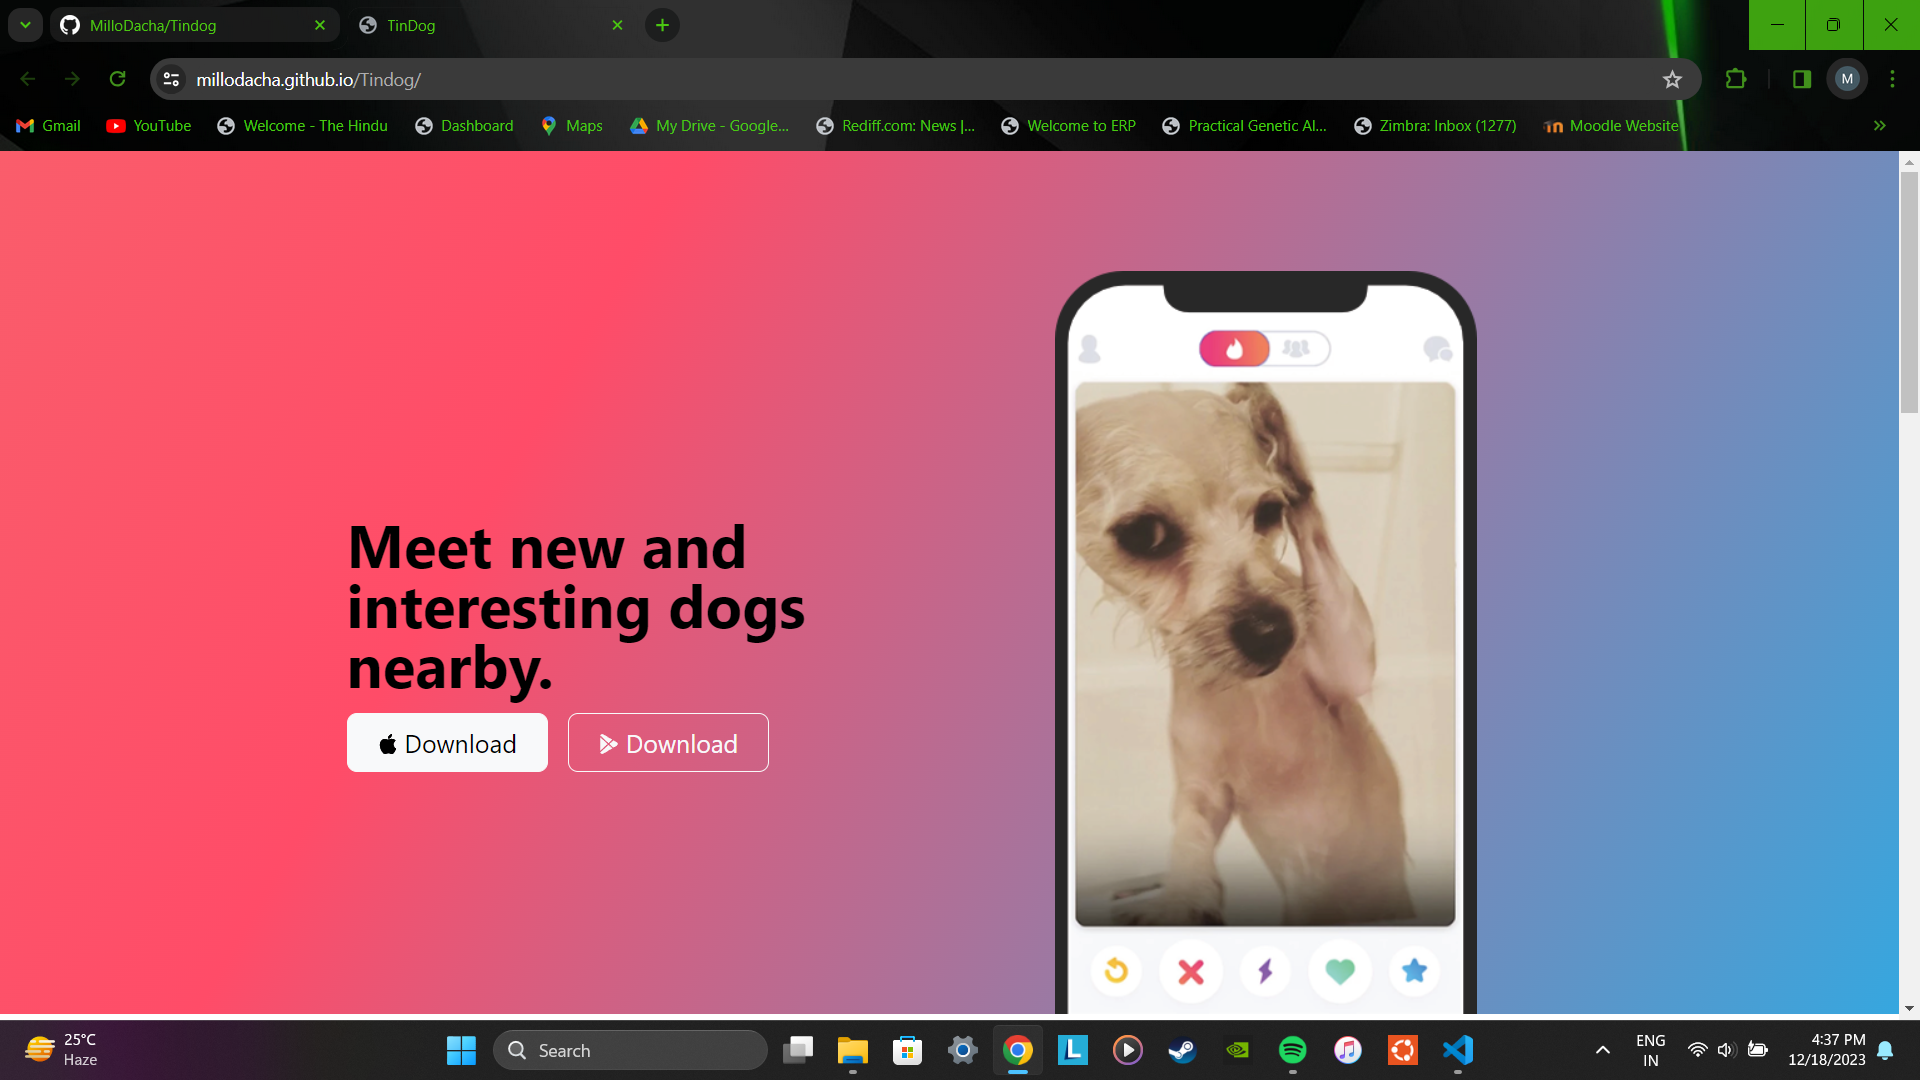 MilloDacha/Tindog
TinDog
millodacha.github.io/Tindog/
M
Gmail
YouTube
Welcome - The Hindu
Dashboard
Maps
My Drive - Google...
Rediff.com: News |...
Welcome to ERP
Practical Genetic Al...
Zimbra: Inbox (1277)
Moodle Website
Meet new and
interesting dogs
nearby.
Download
Download
25°C
Haze
Search
ENG
IN
4:37 PM
12/18/2023